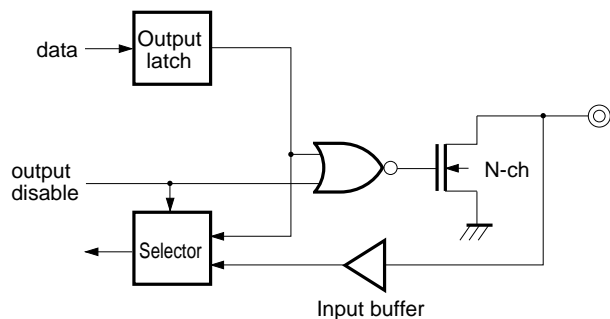 data
Output
latch
output
disable
N-ch
Selector
Input buffer